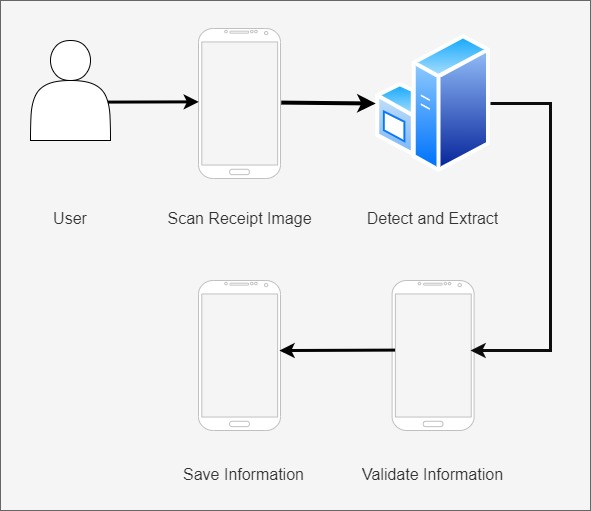 User
Scan Receipt Image
Detect and Extract
Save Information
Validate Information